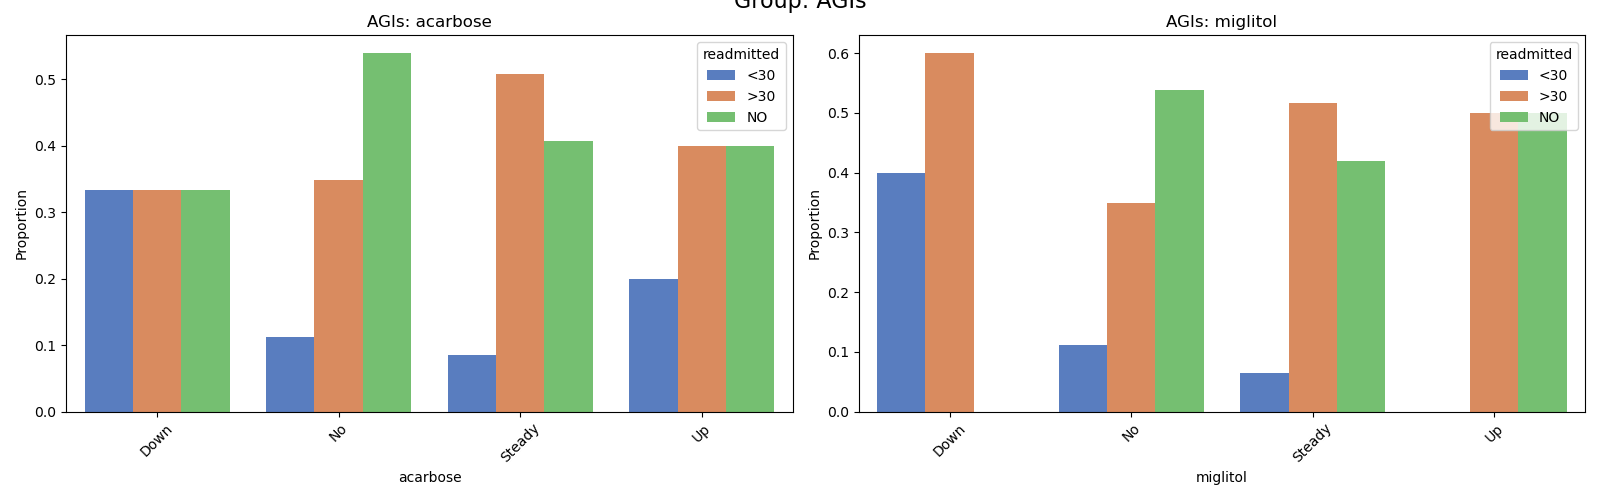 Group: AGIs
AGIs: acarbose
readmitted
<30
>30
NO
Proportion
0.5
0.4
0.3
0.2
0.1
0.0
Down
No
Steady
Up
acarbose
AGIs: miglitol
readmitted
<30
>30
NO
Proportion
0.6
0.5
0.4
0.3
0.2
0.1
0.0
Down
No
Steady
Up
miglitol